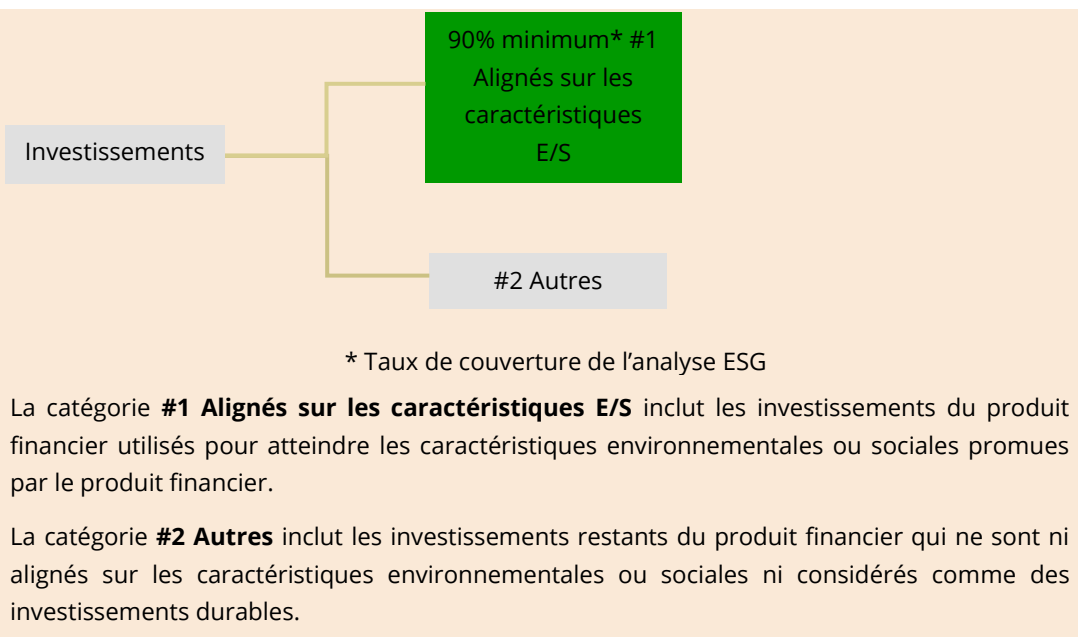 90% minimum* #1
Alignés sur les
caractéristiques
E/S
Investissements
#2 Autres
* Taux de couverture de l’analyse ESG
La catégorie #1 Alignés sur les caractéristiques E/S inclut les investissements du produit
financier utilisés pour atteindre les caractéristiques environnementales ou sociales promues
par le produit financier.
La catégorie #2 Autres inclut les investissements restants du produit financier qui ne sont ni
alignés sur les caractéristiques environnementales ou sociales ni considérés comme des
investissements durables.